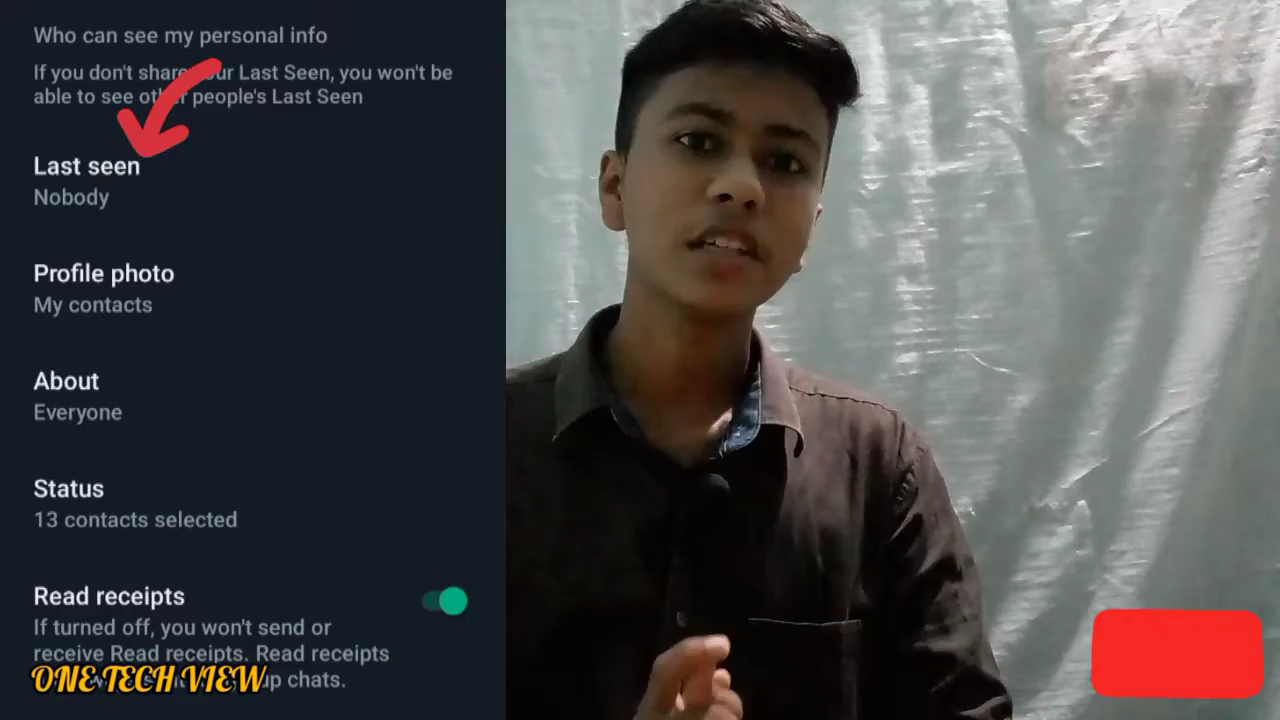 Who can see my personal info
If you don't share your Last Seen, you won't be
able to see other people's Last Seen
Last seen
Nobody
Profile photo
My contacts
About
Everyone
Status
13 contacts selected
Read receipts
If turned off, you won't send or
receive Read receipts. Read receipts
chats.
ONE TECH VIEW